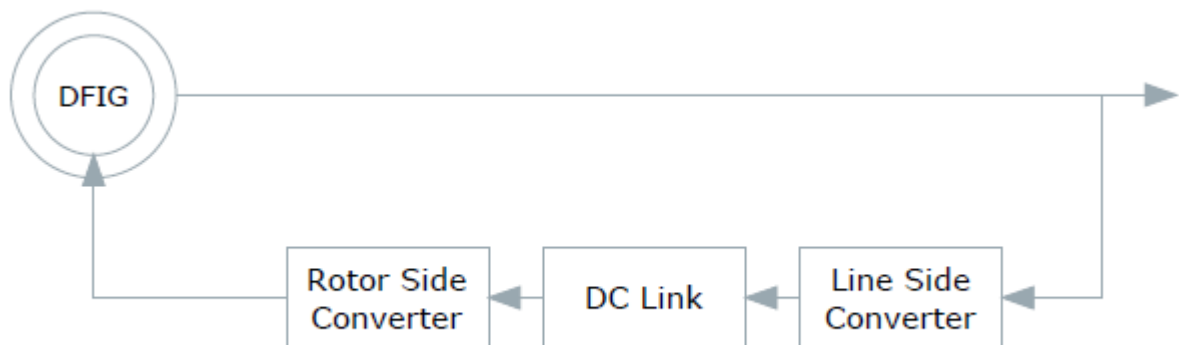 DFIG
Rotor Side
Converter
DC Link
Line Side
Converter